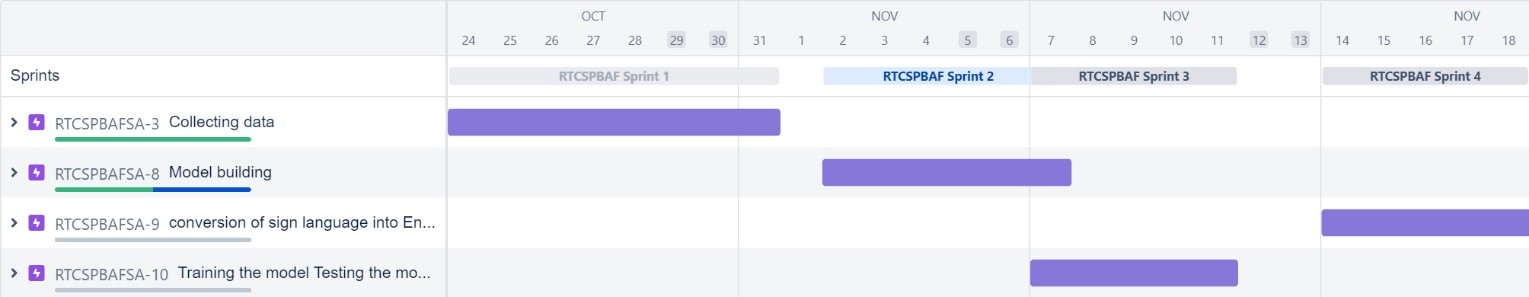 OCT NOV NOV NOV
24 25 26 27 28 29 30 31 1 2 3 4 5 6 7 8 9 10 11 12 13 14 15 16 17 18
Sprints RTCSPBAF Sprint 1 RTCSPBAF Sprint 2 RTCSPBAF Sprint 3 RTCSPBAF Sprint 4
RTCSPBAFSA-3 Collecting data
RTCSPBAFSA-8 Model building
RTCSPBAFSA-9 conversion of sign language into En...
RTCSPBAFSA-10 Training the model Testing the mo...